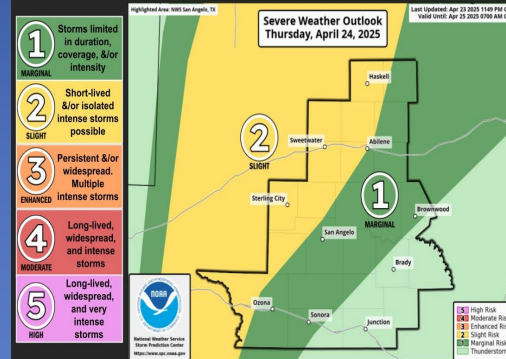 1
MARGINAL
Storms limited
in duration,
coverage, &/or
intensity
2
SLIGHT
Short-lived
&/or isolated
intense storms
possible
3
ENHANCED
Persistent &/or
widespread.
Multiple
intense storms
4
MODERATE
Long-lived,
widespread,
and intense
storms
5
HIGH
Long-lived,
widespread,
and very
intense
storms
Highlighted Area: NWS San Angelo, TX
Severe Weather Outlook
Thursday, April 24, 2025
Last Updated: Apr 23 2025 1149 PM
Valid Until: Apr 25 2025 0700 AM
Haskell
2
SLIGHT
Sweetwater
Abilene
1
MARGINAL
Sterling City
Brownwood
San Angelo
Brady
Ozona
Sonora
Junction
NOAA
National Weather Service
Storm Prediction Center
https://www.spc.noaa.gov
5 High Risk
4 Moderate Ris
3 Enhanced Ris
2 Slight Risk
1 Marginal Risk
Thunderstorm